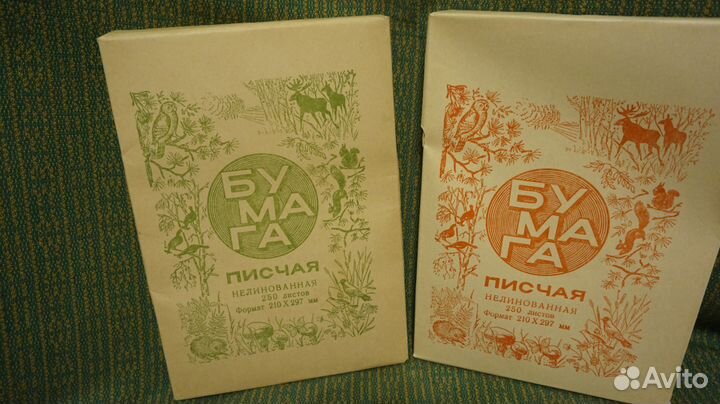 БУ
МА
ГА
ПИСЧАЯ
НЕЛИНОВАННАЯ
250 листов
Формат 210 X 297 мм
БУ
МА
ГА
ПИСЧАЯ
НЕЛИНОВАННАЯ
250 листов
Формат 210 X 297 мм
Avito